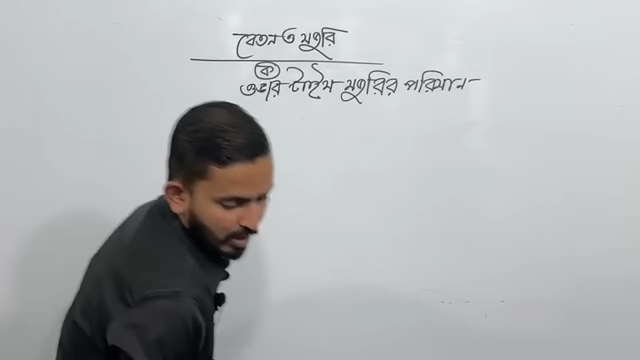 বেতন ও মজুরি
ক
ওভার টাইম মজুরির পরিমান